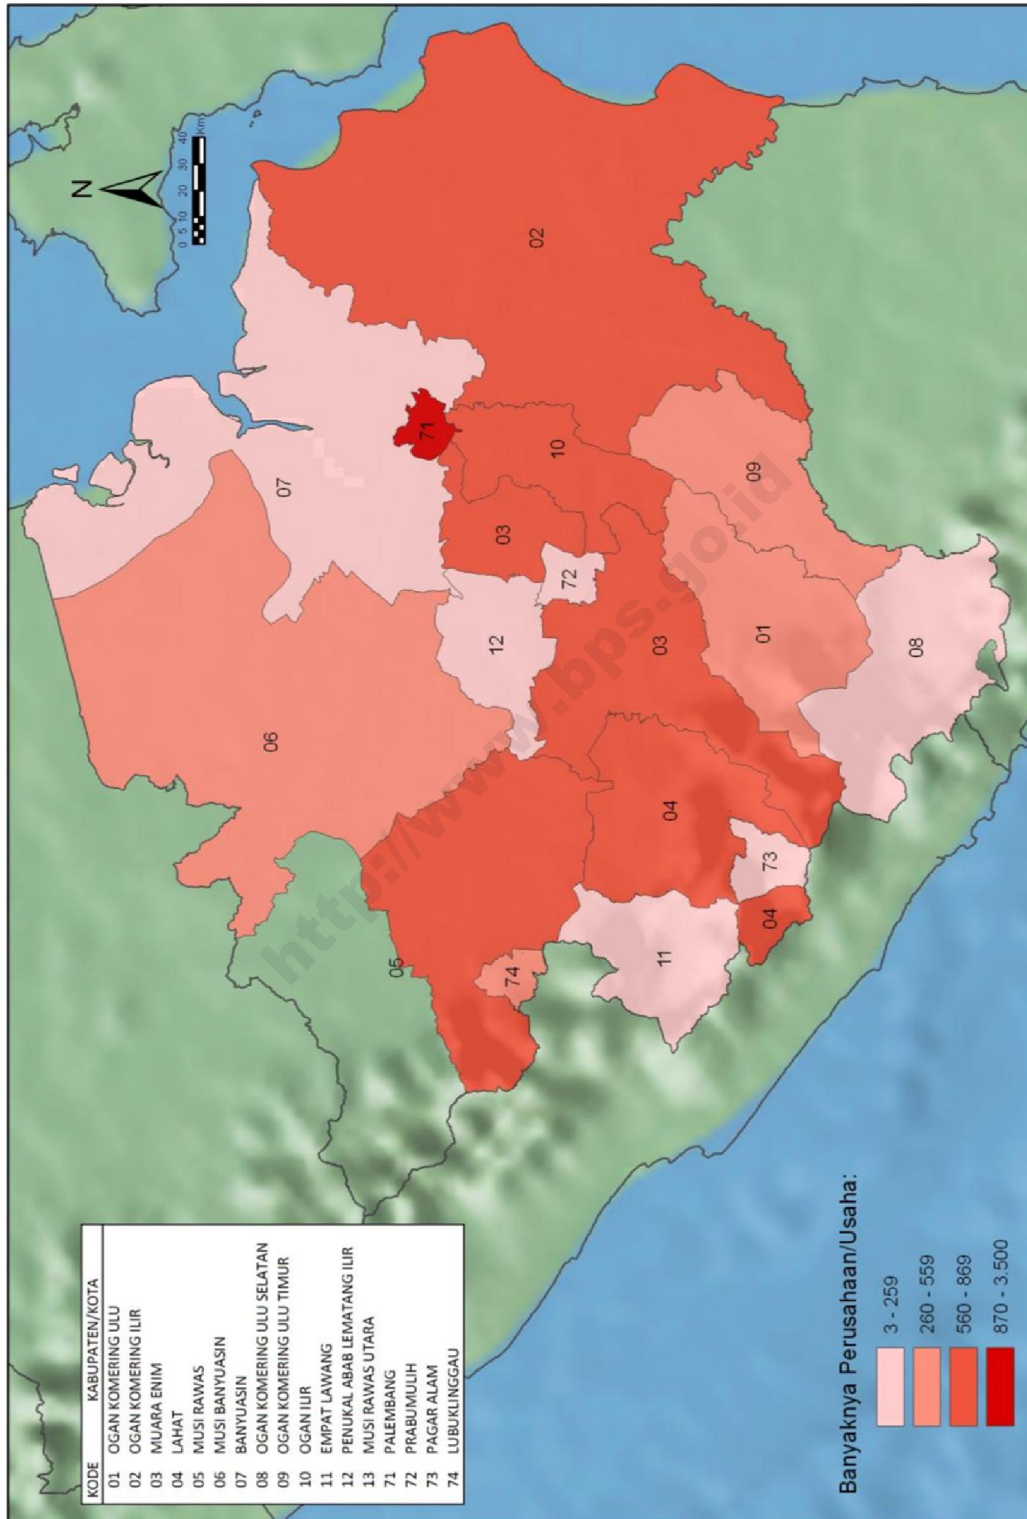 KODE KABUPATEN/KOTA
01 OGAN KOMERING ULU
02 OGAN KOMERING ILIR
03 MUARA ENIM
04 LAHAT
05 MUSI RAWAS
06 MUSI BANYUASIN
07 BANYUASIN
08 OGAN KOMERING ULU SELATAN
09 OGAN KOMERING ULU TIMUR
10 OGAN ILIR
11 EMPAT LAWANG
12 PENUKAL ABAB LEMATANG ILIR
13 MUSI RAWAS UTARA
71 PALEMBANG
72 PRABUMULIH
73 PAGAR ALAM
74 LUBUKLINGGAU
N
0 5 10 20 30 40
Km
06
07
05
74
12
03
71
72
10
02
11
04
03
01
09
04
73
08
http://www.bps.go.id
Banyaknya Perusahaan/Usaha:
3 - 259
260 - 559
560 - 869
870 - 3.500